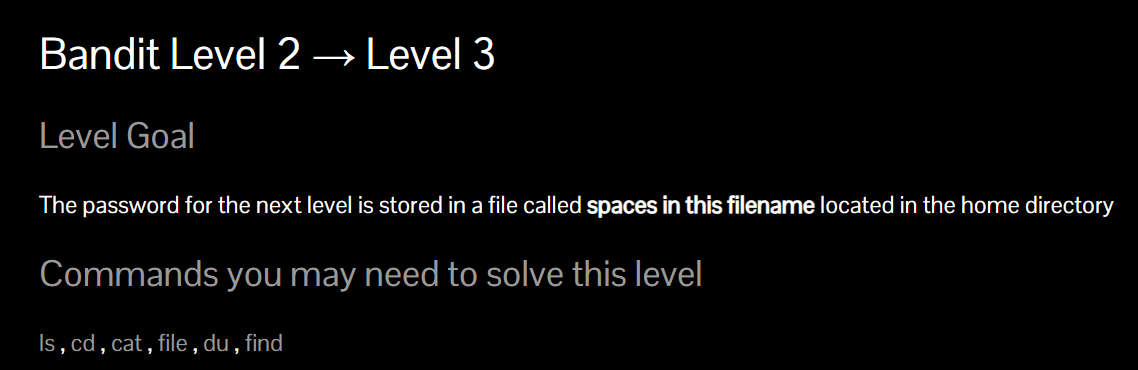 Bandit Level 2 → Level 3
Level Goal
The password for the next level is stored in a file called spaces in this filename located in the home directory
Commands you may need to solve this level
ls , cd , cat , file , du , find